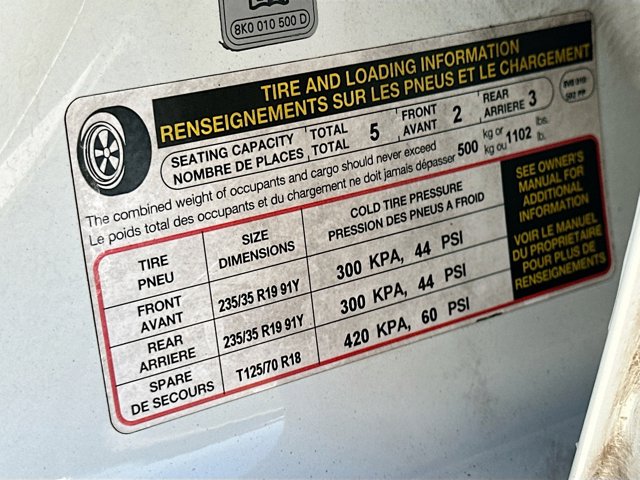 8K0 010 500 D
TIRE AND LOADING INFORMATION
RENSEIGNEMENTS SUR LES PNEUS ET LE CHARGEMENT
SEATING CAPACITY TOTAL 5 FRONT 2 REAR 3
NOMBRE DE PLACES TOTAL AVANT ARRIERE
The combined weight of occupants and cargo should never exceed 500 kg or 1102 lbs.
Le poids total des occupants et du chargement ne doit jamais dépasser kg ou lb.
TIRE SIZE COLD TIRE PRESSURE
PNEU DIMENSIONS PRESSION DES PNEUS A FROID
FRONT 235/35 R19 91Y 300 KPA, 44 PSI
AVANT
REAR 235/35 R19 91Y 300 KPA, 44 PSI
ARRIERE
SPARE T125/70 R18 420 KPA, 60 PSI
DE SECOURS
SEE OWNER'S
MANUAL FOR
ADDITIONAL
INFORMATION
VOIR LE MANUEL
DU PROPRIETAIRE
POUR PLUS DE
RENSEIGNEMENTS